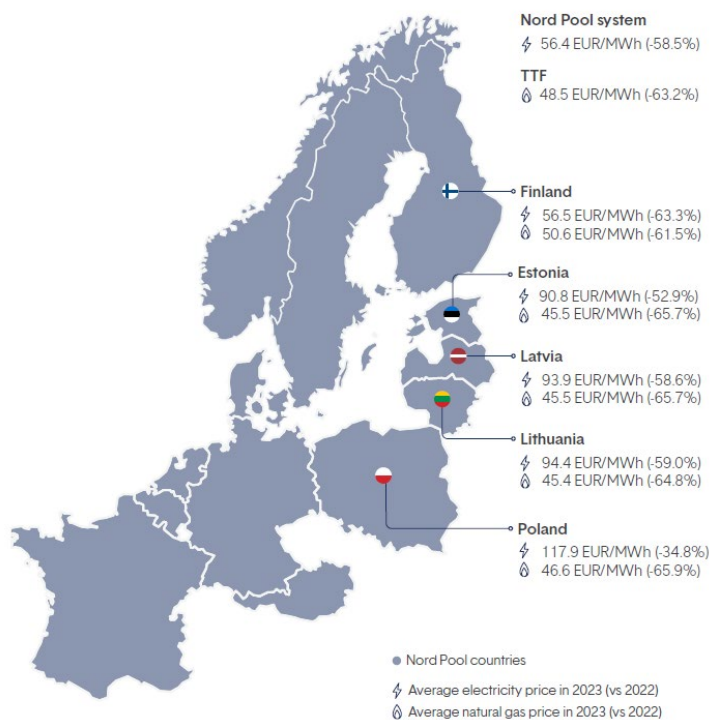 Nord Pool system
56.4 EUR/MWh (-58.5%)
TTF
48.5 EUR/MWh (-63.2%)
Finland
56.5 EUR/MWh (-63.3%)
50.6 EUR/MWh (-61.5%)
Estonia
90.8 EUR/MWh (-52.9%)
45.5 EUR/MWh (-65.7%)
Latvia
93.9 EUR/MWh (-58.6%)
45.5 EUR/MWh (-65.7%)
Lithuania
94.4 EUR/MWh (-59.0%)
45.4 EUR/MWh (-64.8%)
Poland
117.9 EUR/MWh (-34.8%)
46.6 EUR/MWh (-65.9%)
Nord Pool countries
Average electricity price in 2023 (vs 2022)
Average natural gas price in 2023 (vs 2022)